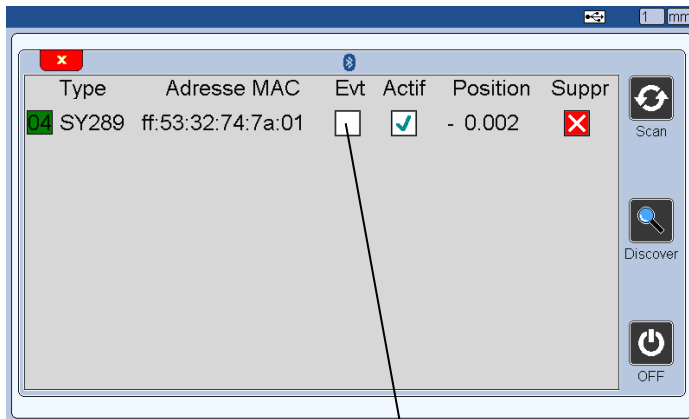 1 mm
x
Type Adresse MAC Evt Actif Position Suppr
04 SY289 ff:53:32:74:7a:01 - 0.002
Scan
Discover
OFF